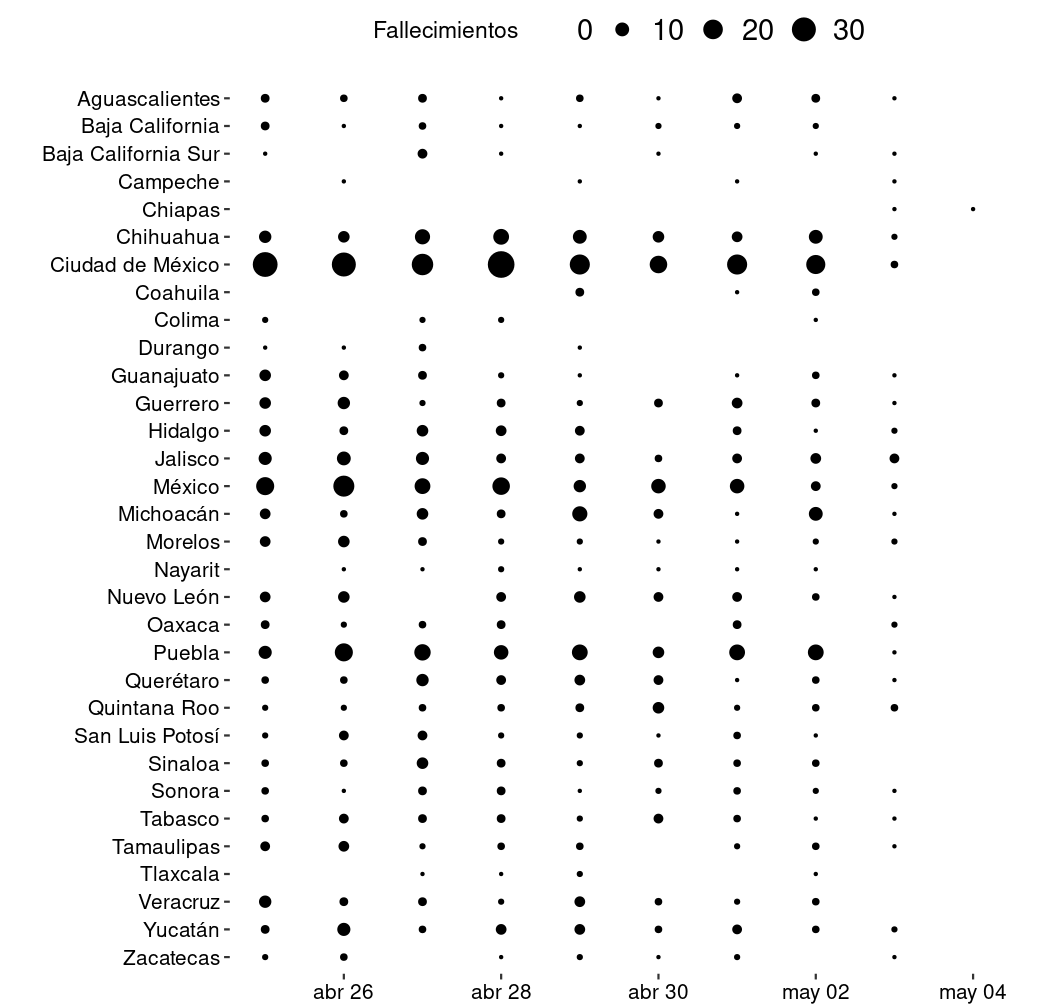 Fallecimientos 0 10 20 30
Aguascalientes
Baja California
Baja California Sur
Campeche
Chiapas
Chihuahua
Ciudad de México
Coahuila
Colima
Durango
Guanajuato
Guerrero
Hidalgo
Jalisco
México
Michoacán
Morelos
Nayarit
Nuevo León
Oaxaca
Puebla
Querétaro
Quintana Roo
San Luis Potosí
Sinaloa
Sonora
Tabasco
Tamaulipas
Tlaxcala
Veracruz
Yucatán
Zacatecas
abr 26 abr 28 abr 30 may 02 may 04